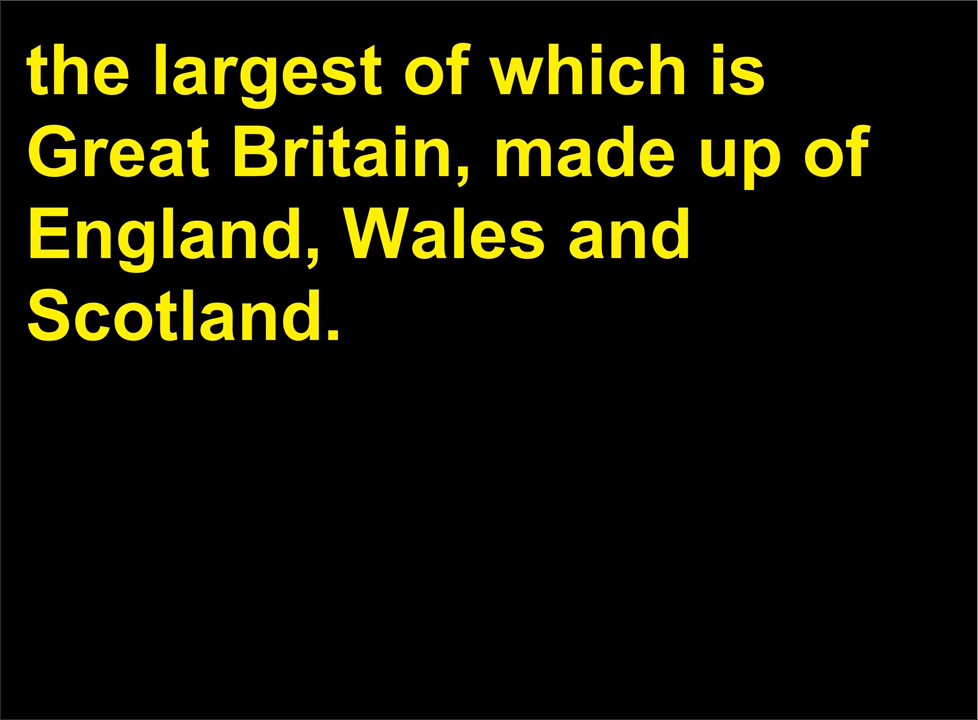 the largest of which is
Great Britain, made up of
England, Wales and
Scotland.